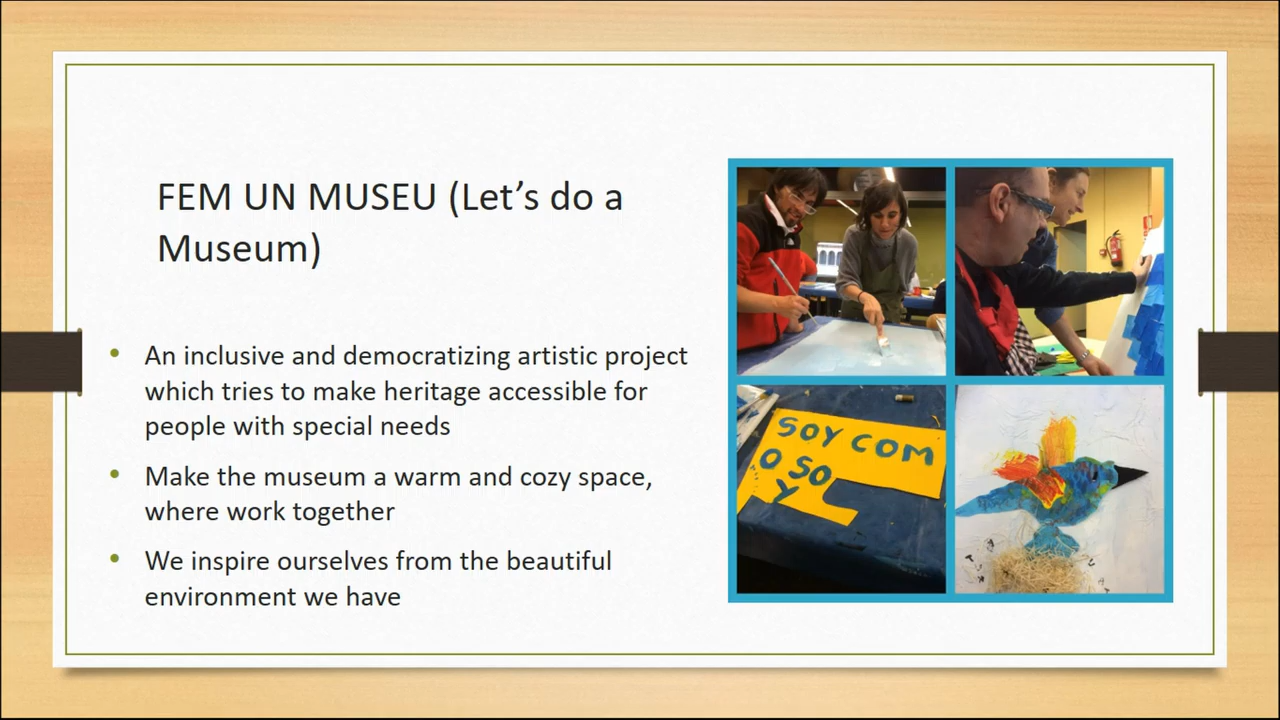 FEM UN MUSEU (Let’s do a
Museum)
• An inclusive and democratizing artistic project
which tries to make heritage accessible for
people with special needs
• Make the museum a warm and cozy space,
where work together
• We inspire ourselves from the beautiful
environment we have
SOY COM
O SO
Y